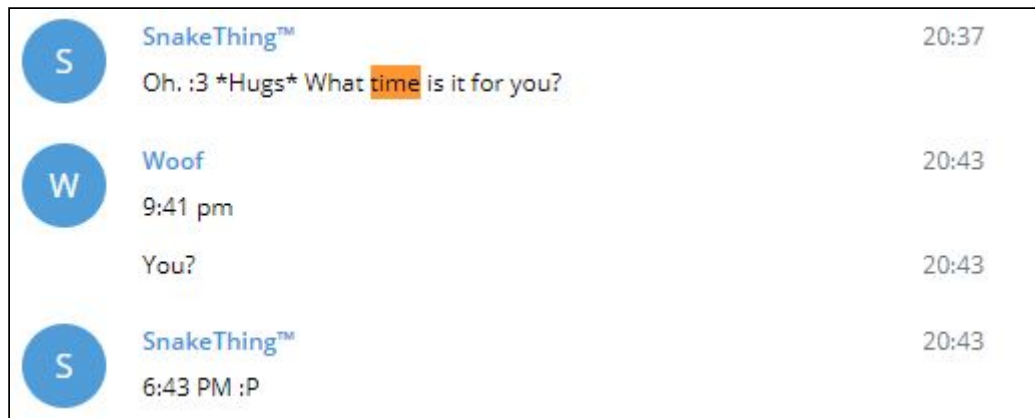 S
SnakeThing™ 20:37
Oh. :3 *Hugs* What time is it for you?
W
Woof 20:43
9:41 pm
You? 20:43
S
SnakeThing™ 20:43
6:43 PM :P